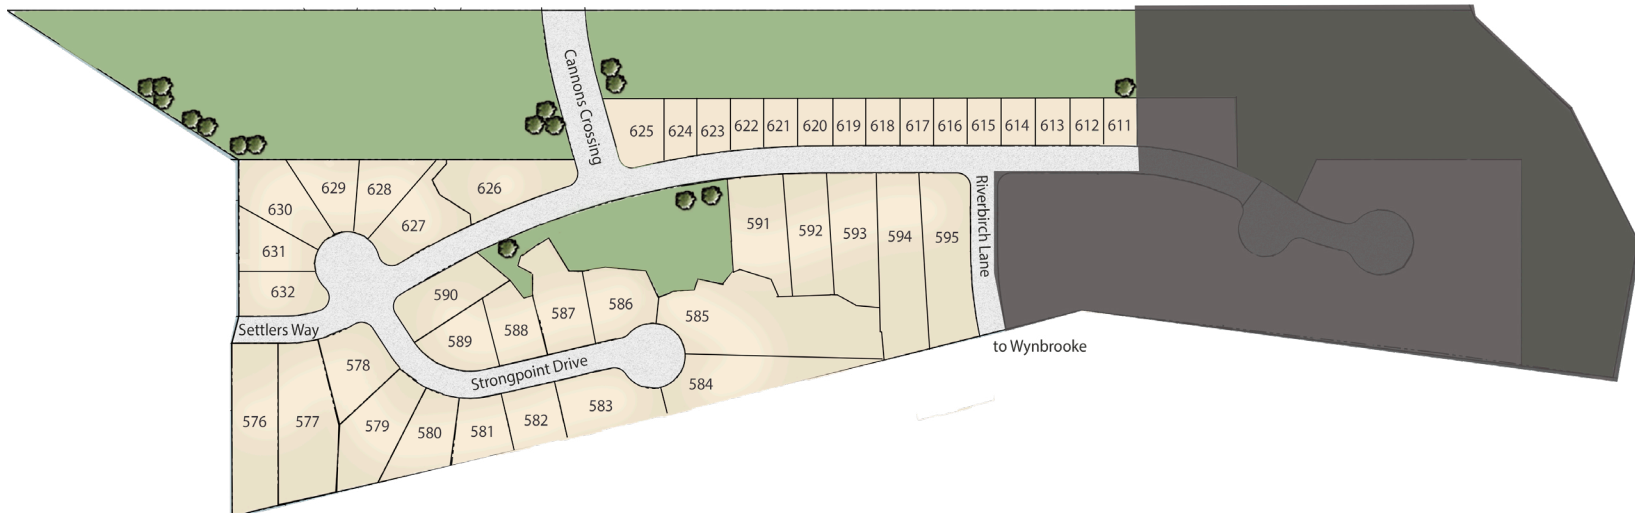 Cannons Crossing
625 624 623 622 621 620 619 618 617 616 615 614 613 612 611
630 629 628 627 626
631
632
Settlers Way
591 592 593 594 595
Riverbirch Lane
to Wynbrooke
590
589 588 587 586 585
Strongpoint Drive
584
576 577 578 579 580 581 582 583